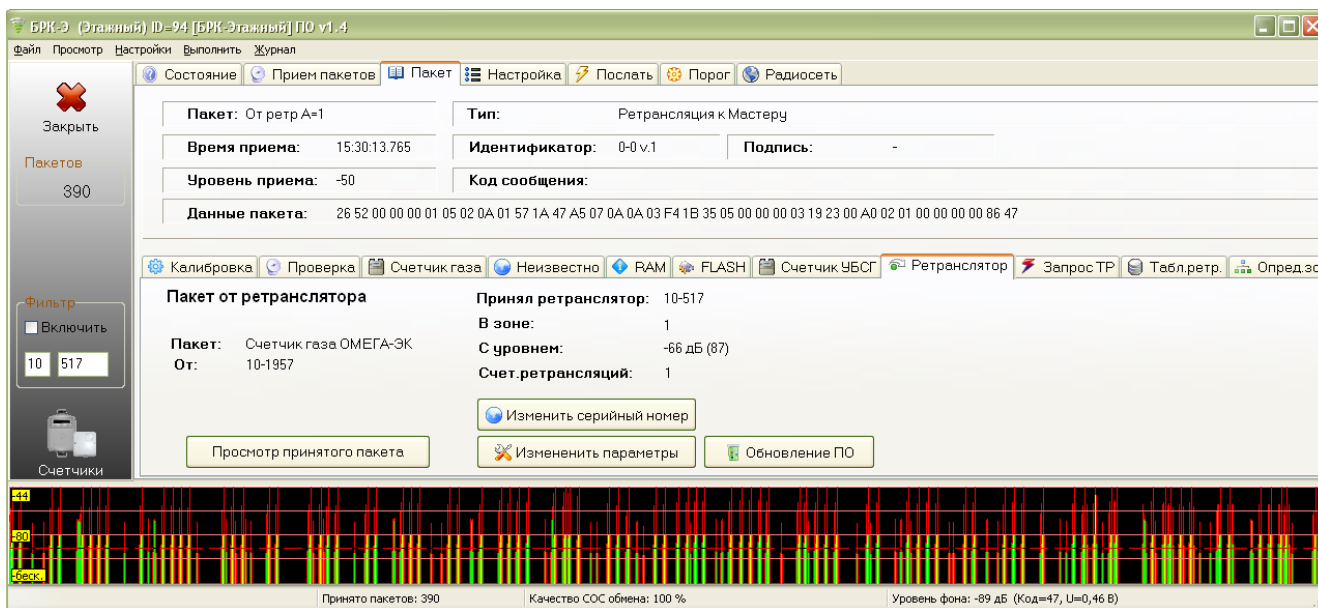 БРК-Э (Этажный) ID=94 [БРК-Этажный] ПО v1.4
Файл Просмотр Настройки Выполнить Журнал
Закрыть
Пакетов
390
Фильтр
Включить
10 517
Счетчики
Состояние Прием пакетов Пакет Настройка Послать Порог Радиосеть
Пакет: От ретр А=1 Тип: Ретрансляция к Мастеру
Время приема: 15:30:13.765 Идентификатор: 0-0 v.1 Подпись: -
Уровень приема: -50 Код сообщения:
Данные пакета: 26 52 00 00 00 01 05 02 0A 01 57 1A 47 A5 07 0A 0A 03 F4 1B 35 05 00 00 00 03 19 23 00 A0 02 01 00 00 00 00 86 47
Калибровка Проверка Счетчик газа Неизвестно RAM FLASH Счетчик УБСГ Ретранслятор Запрос ТР Табл.ретр. Опред.зо
Пакет от ретранслятора
Пакет: Счетчик газа ОМЕГА-ЭК
От: 10-1957
Принял ретранслятор: 10-517
В зоне: 1
С уровнем: -66 дБ (87)
Счет.ретрансляций: 1
Изменить серийный номер
Просмотр принятого пакета Измененить параметры Обновление ПО
-44
-80
-беск.
Принято пакетов: 390 Качество СОС обмена: 100 % Уровень фона: -89 дБ (Код=47, U=0,46 В)